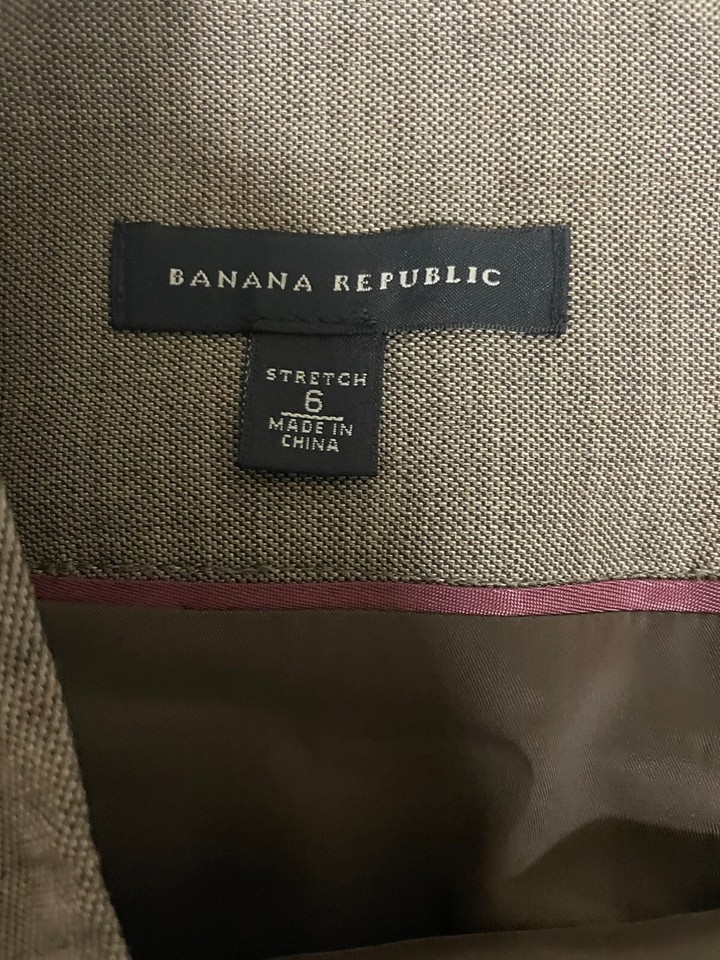 BANANA REPUBLIC
STRETCH
6
MADE IN
CHINA